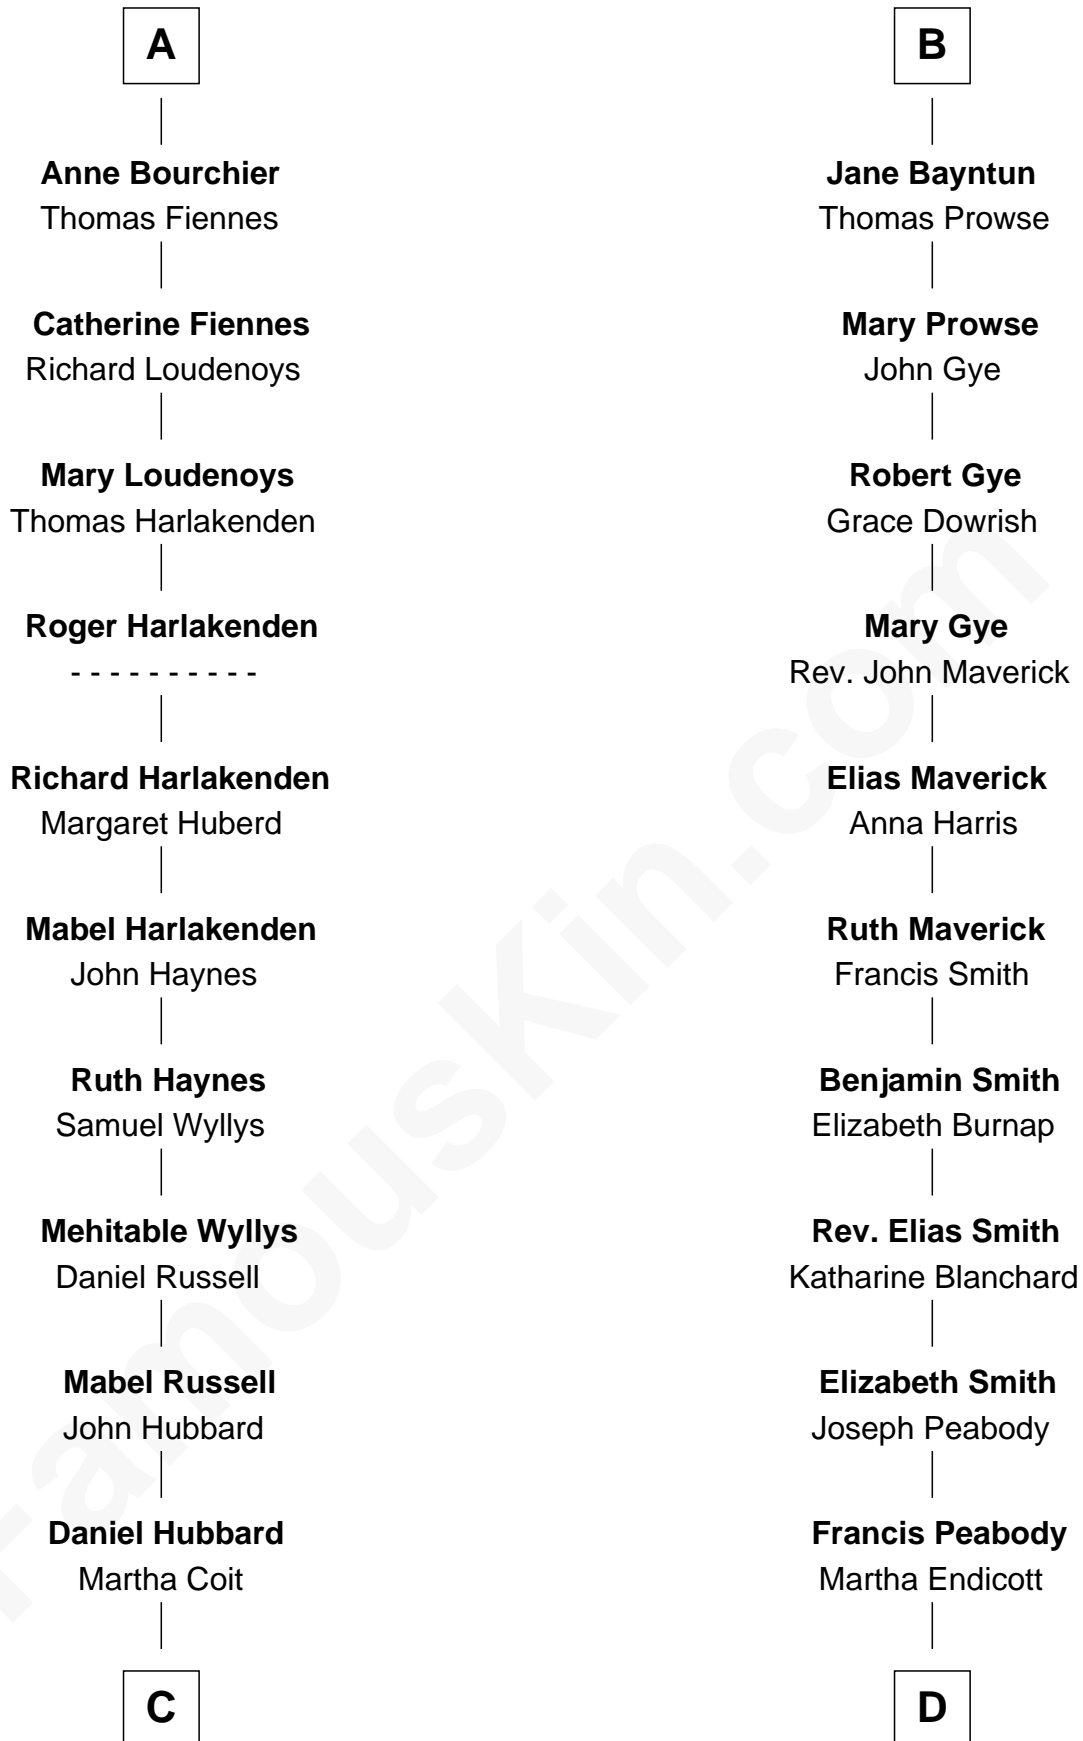 A
Anne Bourchier
Thomas Fiennes
Catherine Fiennes
Richard Loudenoys
Mary Loudenoys
Thomas Harlakenden
Roger Harlakenden
- - - - - - - - - -
Richard Harlakenden
Margaret Huberd
Mabel Harlakenden
John Haynes
Ruth Haynes
Samuel Wyllys
Mehitable Wyllys
Daniel Russell
Mabel Russell
John Hubbard
Daniel Hubbard
Martha Coit
C
B
Jane Bayntun
Thomas Prowse
Mary Prowse
John Gye
Robert Gye
Grace Dowrish
Mary Gye
Rev. John Maverick
Elias Maverick
Anna Harris
Ruth Maverick
Francis Smith
Benjamin Smith
Elizabeth Burnap
Rev. Elias Smith
Katharine Blanchard
Elizabeth Smith
Joseph Peabody
Francis Peabody
Martha Endicott
D
FamousKin.com